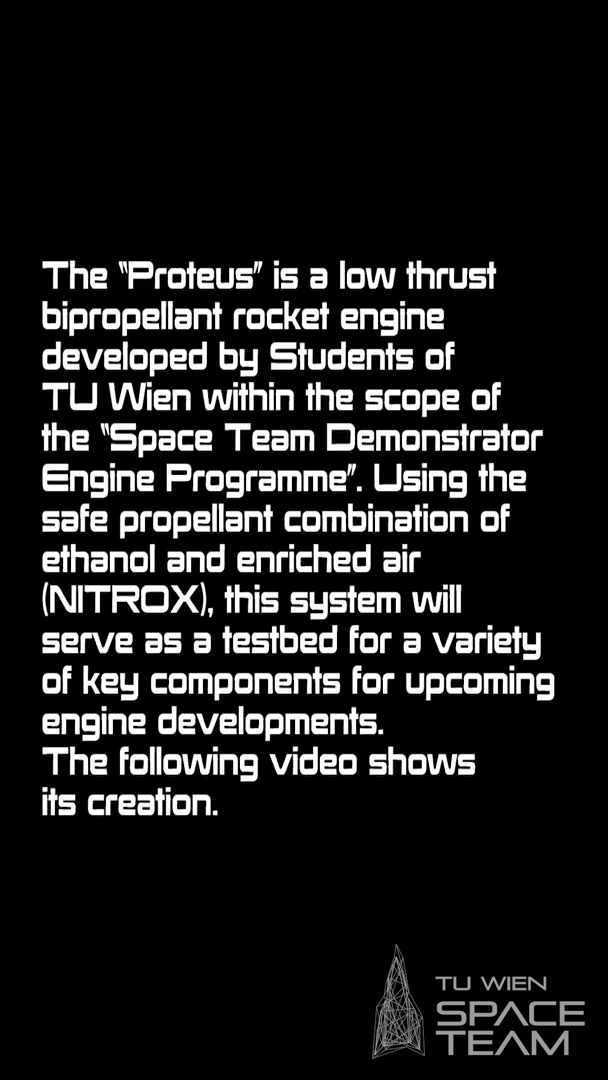 The “Proteus” is a low thrust
bipropellant rocket engine
developed by Students of
TU Wien within the scope of
the “Space Team Demonstrator
Engine Programme”. Using the
safe propellant combination of
ethanol and enriched air
(NITROX), this system will
serve as a testbed for a variety
of key components for upcoming
engine developments.
The following video shows
its creation.
TU WIEN
SPACE
TEAM